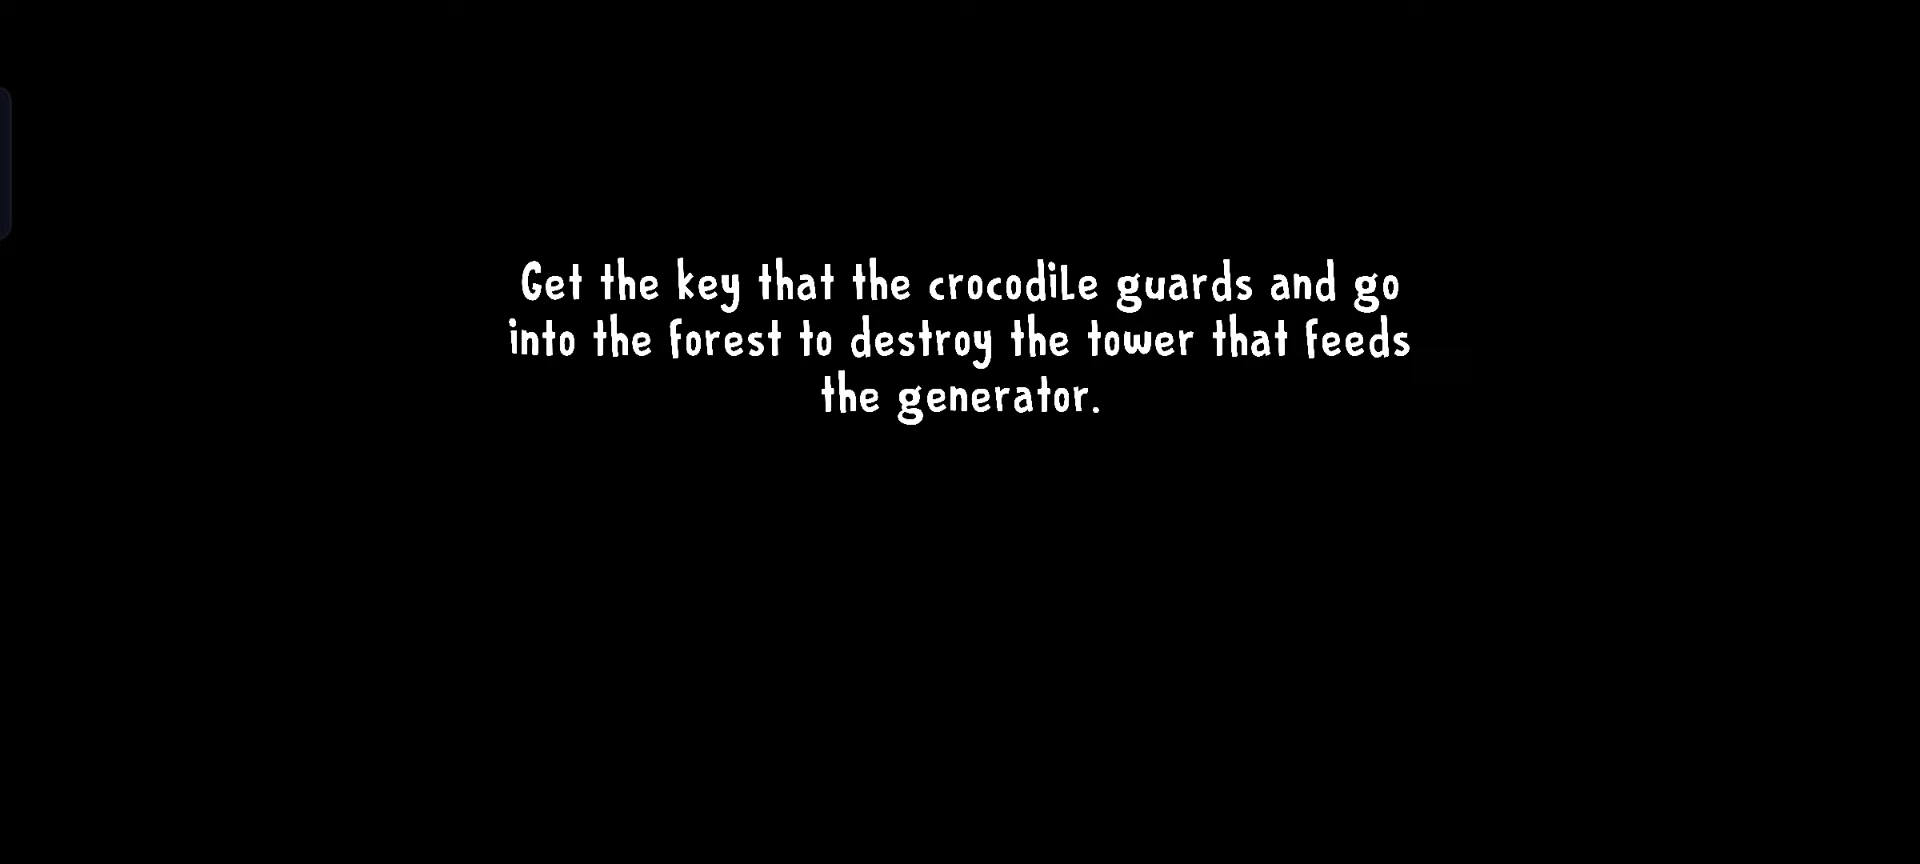 Get the key that the crocodile guards and go
into the forest to destroy the tower that feeds
the generator.